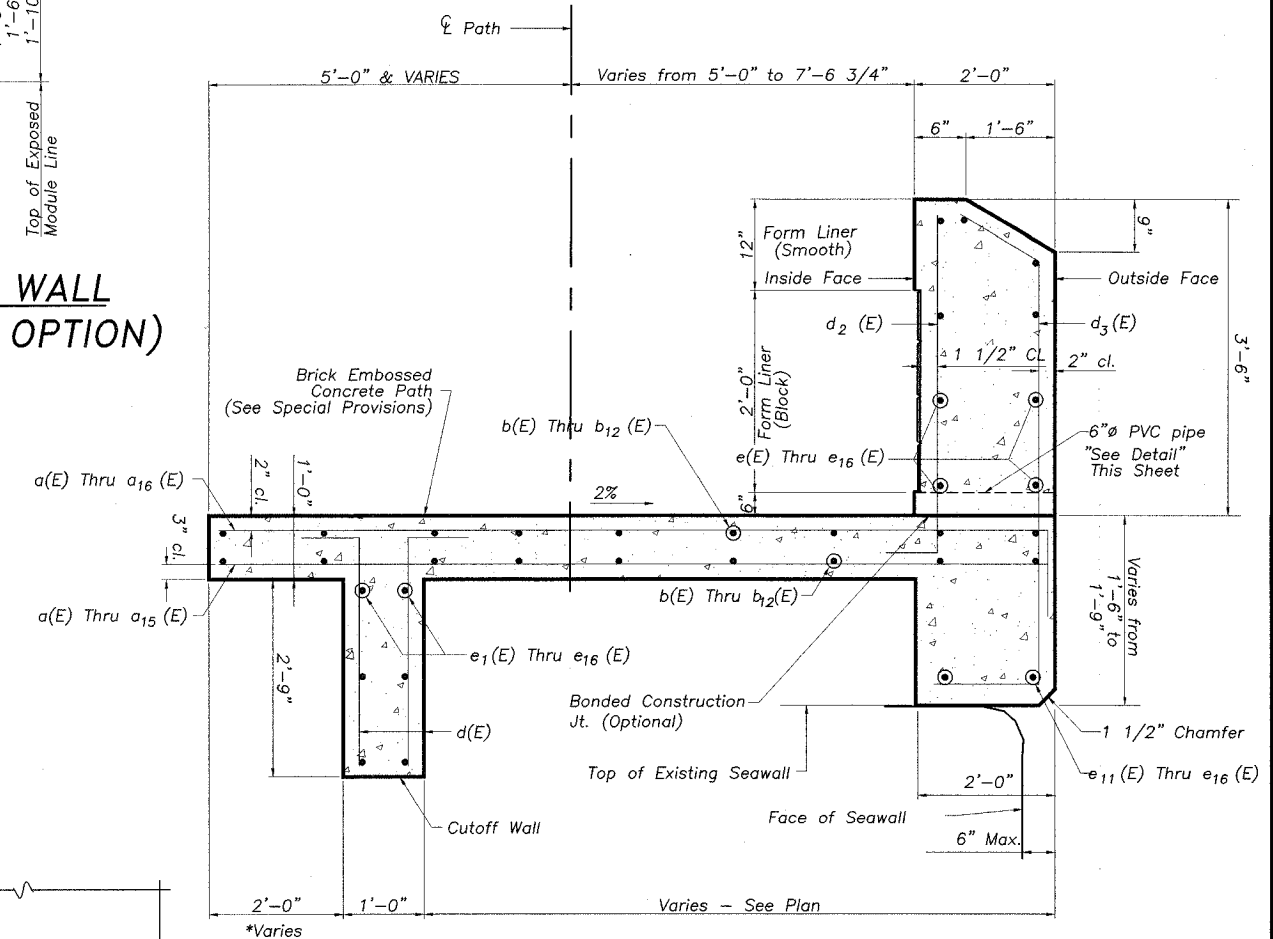 1'-6
1'-10
Top of Exposed
Module Line
WALL
OPTION)
℄ Path
5'-0" & VARIES
Varies from 5'-0" to 7'-6 3/4"
2'-0"
6"
1'-6"
9"
12"
Form Liner
(Smooth)
Inside Face
Outside Face
d2 (E)
d3(E)
3'-6"
1 1/2" CL
2" cl.
2'-0"
Form Liner
(Block)
Brick Embossed
Concrete Path
(See Special Provisions)
b(E) Thru b12 (E)
e(E) Thru e16 (E)
6"ø PVC pipe
"See Detail"
This Sheet
a(E) Thru a16 (E)
2" cl.
1'-0"
2%
6"
3" cl.
a(E) Thru a15 (E)
b(E) Thru b12(E)
Varies from
1'-6" to
1'-9"
2'-9"
e1(E) Thru e16 (E)
Bonded Construction
Jt. (Optional)
d(E)
1 1/2" Chamfer
Top of Existing Seawall
e11(E) Thru e16 (E)
2'-0"
Face of Seawall
Cutoff Wall
6" Max.
2'-0"
*Varies
1'-0"
Varies - See Plan